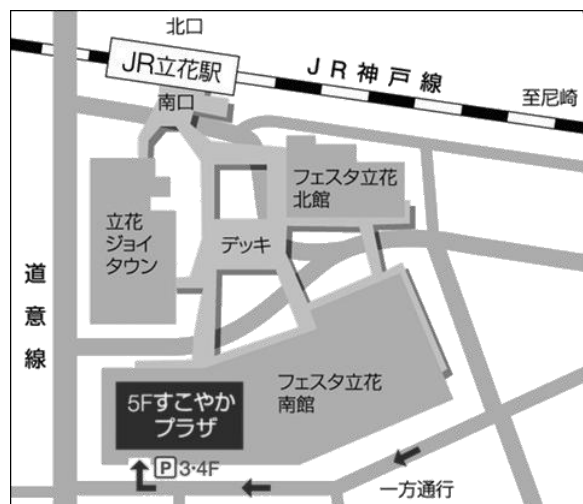 北口
JR立花駅
JR神戸線
至尼崎
南口
フェスタ立花
北館
立花
ジョイ
タウン
デッキ
道意線
フェスタ立花
南館
5Fすこやか
プラザ
P3・4F
一方通行